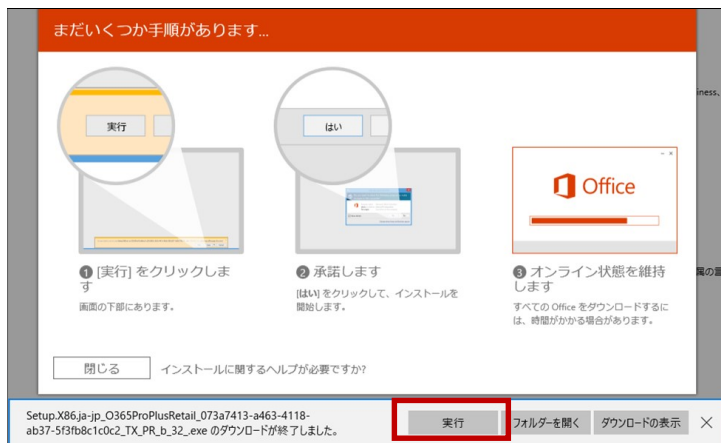 まだいくつか手順があります...
iness、
実行
はい
Office
❶ [実行] をクリックしま
す
画面の下部にあります。
❷ 承諾します
[はい] をクリックして、インストールを
開始します。
❸ オンライン状態を維持
します
すべての Office をダウンロードするに
は、時間がかかる場合があります。
閉じる
インストールに関するヘルプが必要ですか?
Setup.X86.ja-jp_O365ProPlusRetail_073a7413-a463-4118-
ab37-5f3fb8c1c0c2_TX_PR_b_32_.exe のダウンロードが終了しました。
実行
フォルダーを開く
ダウンロードの表示